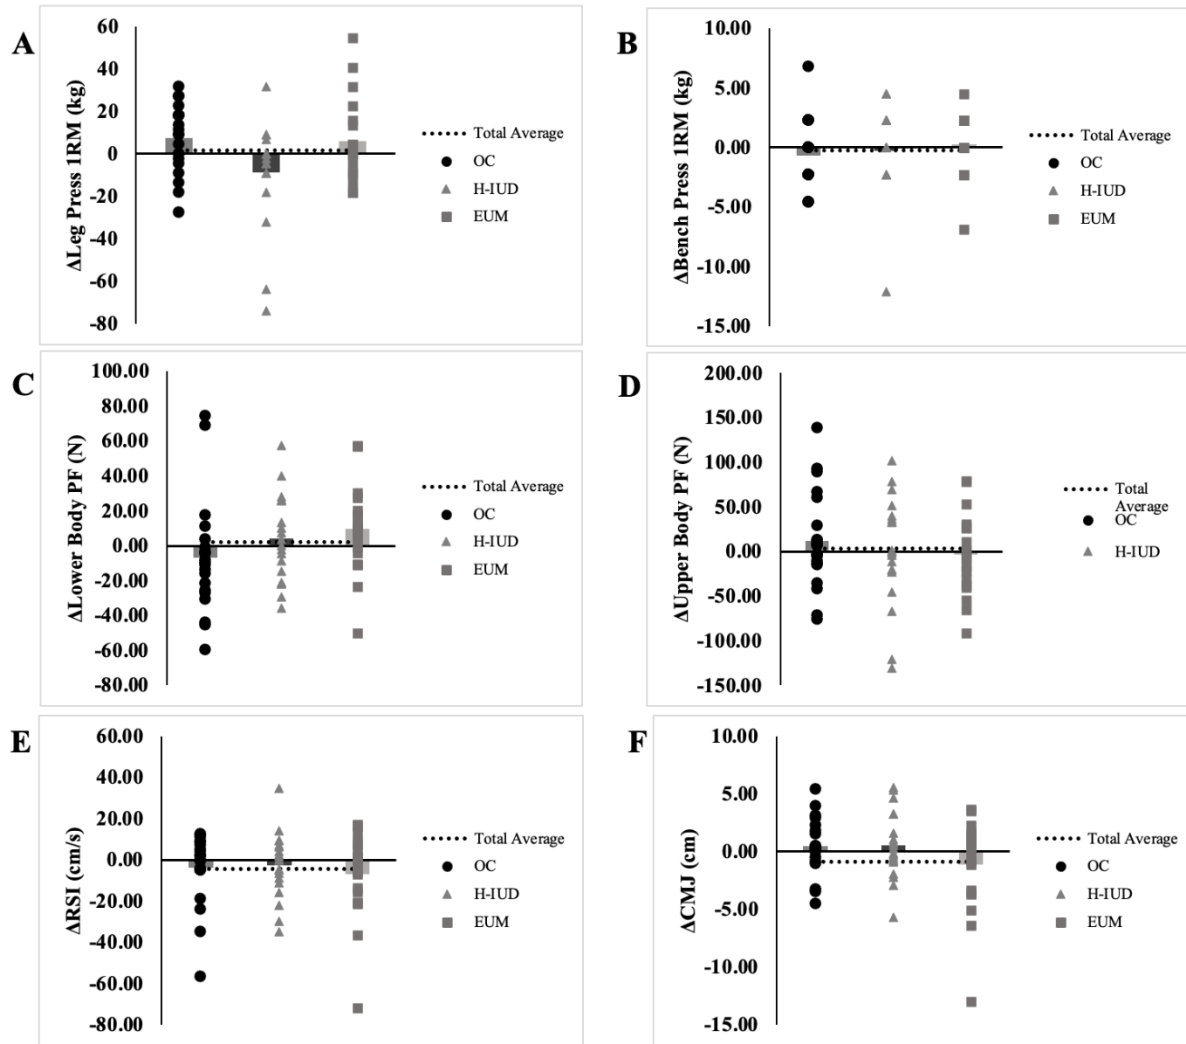 A
ΔLeg Press 1RM (kg)
60
40
20
0
-20
-40
-60
-80
Total Average
OC
H-IUD
EUM
B
ΔBench Press 1RM (kg)
10.00
5.00
0.00
-5.00
-10.00
-15.00
Total Average
OC
H-IUD
EUM
C
ΔLower Body PF (N)
100.00
80.00
60.00
40.00
20.00
0.00
-20.00
-40.00
-60.00
-80.00
Total Average
OC
H-IUD
EUM
D
ΔUpper Body PF (N)
200.00
150.00
100.00
50.00
0.00
-50.00
-100.00
-150.00
Total
Average
OC
H-IUD
E
ΔRSI (cm/s)
60.00
40.00
20.00
0.00
-20.00
-40.00
-60.00
-80.00
Total Average
OC
H-IUD
EUM
F
ΔCMJ (cm)
10.00
5.00
0.00
-5.00
-10.00
-15.00
Total Average
OC
H-IUD
EUM